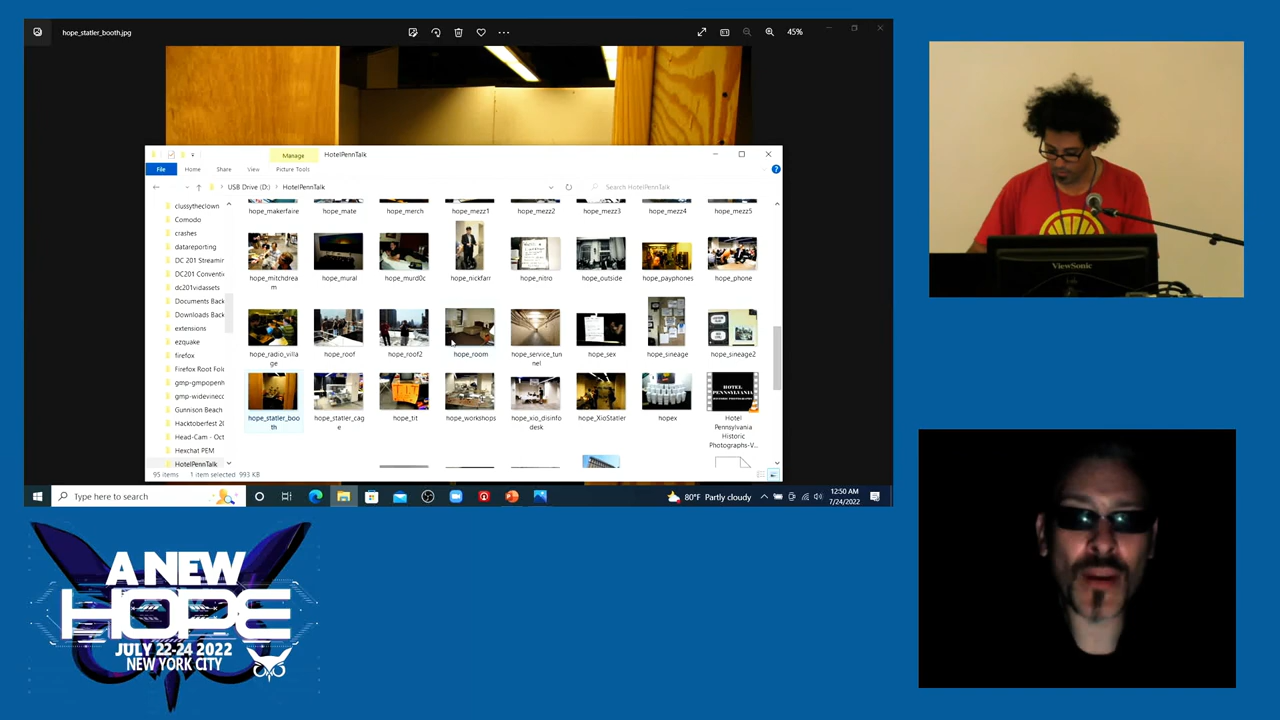 hope_statler_booth.jpg
45%
Manage
HotelPennTalk
File
Home
Share
View
Picture Tools
USB Drive (D:)
HotelPennTalk
Search HotelPennTalk
clussytheclown
Comodo
crashes
datareporting
DC 201 Streamin
DC201 Conventic
dc201vidassets
Documents Back
Downloads Back
extensions
ezquake
firefox
Firefox Root Fold
gmp-gmpopenh
gmp-widevinecc
Gunnison Beach
Hacktoberfest 20
Head-Cam - Oct
Hexchat PEM
HotelPennTalk
hope_makerfaire
hope_mate
hope_merch
hope_mezz1
hope_mezz2
hope_mezz3
hope_mezz4
hope_mezz5
hope_mitchdrea
m
hope_mural
hope_murd0c
hope_nickfarr
hope_nitro
hope_outside
hope_payphones
hope_phone
hope_radio_villa
ge
hope_roof
hope_roof2
hope_room
hope_service_tun
nel
hope_sex
hope_sineage
hope_sineage2
hope_statler_boo
th
hope_statler_cag
e
hope_tit
hope_workshops
hope_xio_disinfo
desk
hope_XioStatler
hopex
HOTEL
PENNSYLVANIA
HISTORIC PHOTOGRAPHS
Hotel
Pennsylvania
Historic
Photographs-V...
95 items
1 item selected
993 KB
Type here to search
80°F
Partly cloudy
12:50 AM
7/24/2022
ViewSonic
A NEW
HOPE
JULY 22-24 2022
NEW YORK CITY